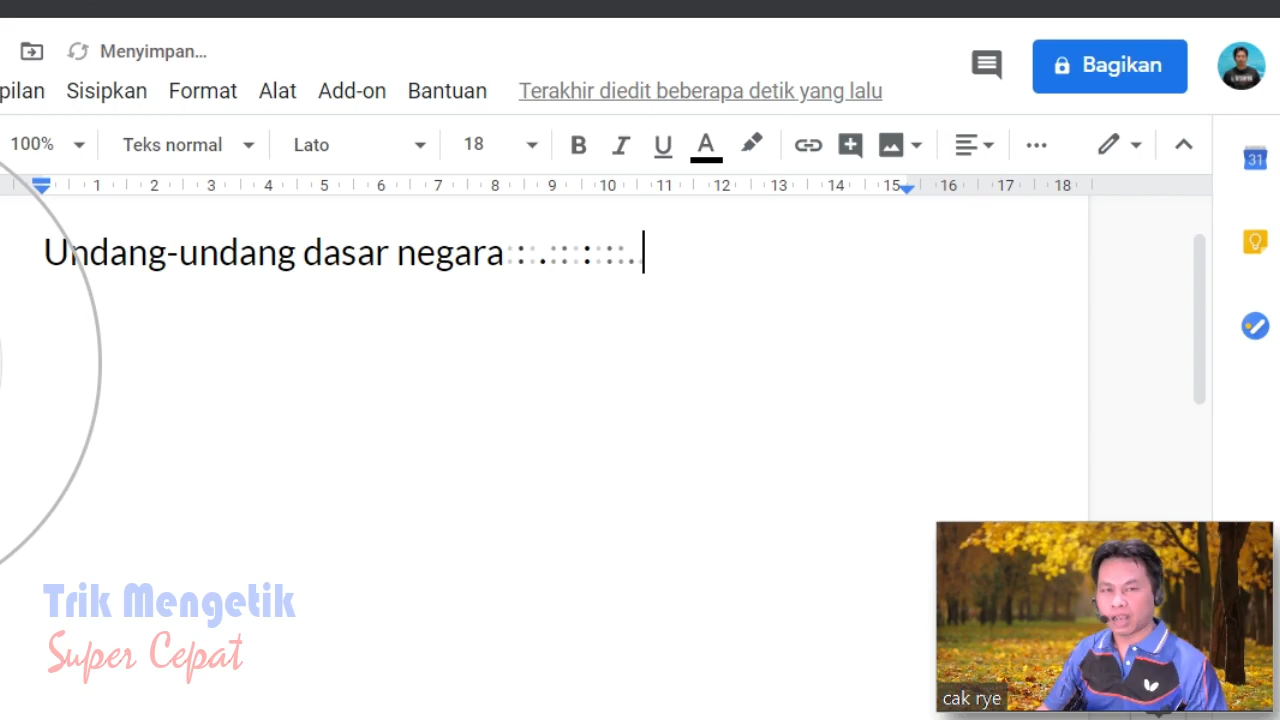 Menyimpan...
Bagikan
pilan Sisipkan Format Alat Add-on Bantuan Terakhir diedit beberapa detik yang lalu
100% Teks normal Lato 18 B I U A
31
1 2 3 4 5 6 7 8 9 10 11 12 13 14 15 16 17 18
Undang-undang dasar negara
Trik Mengetik
Super Cepat
cak rye